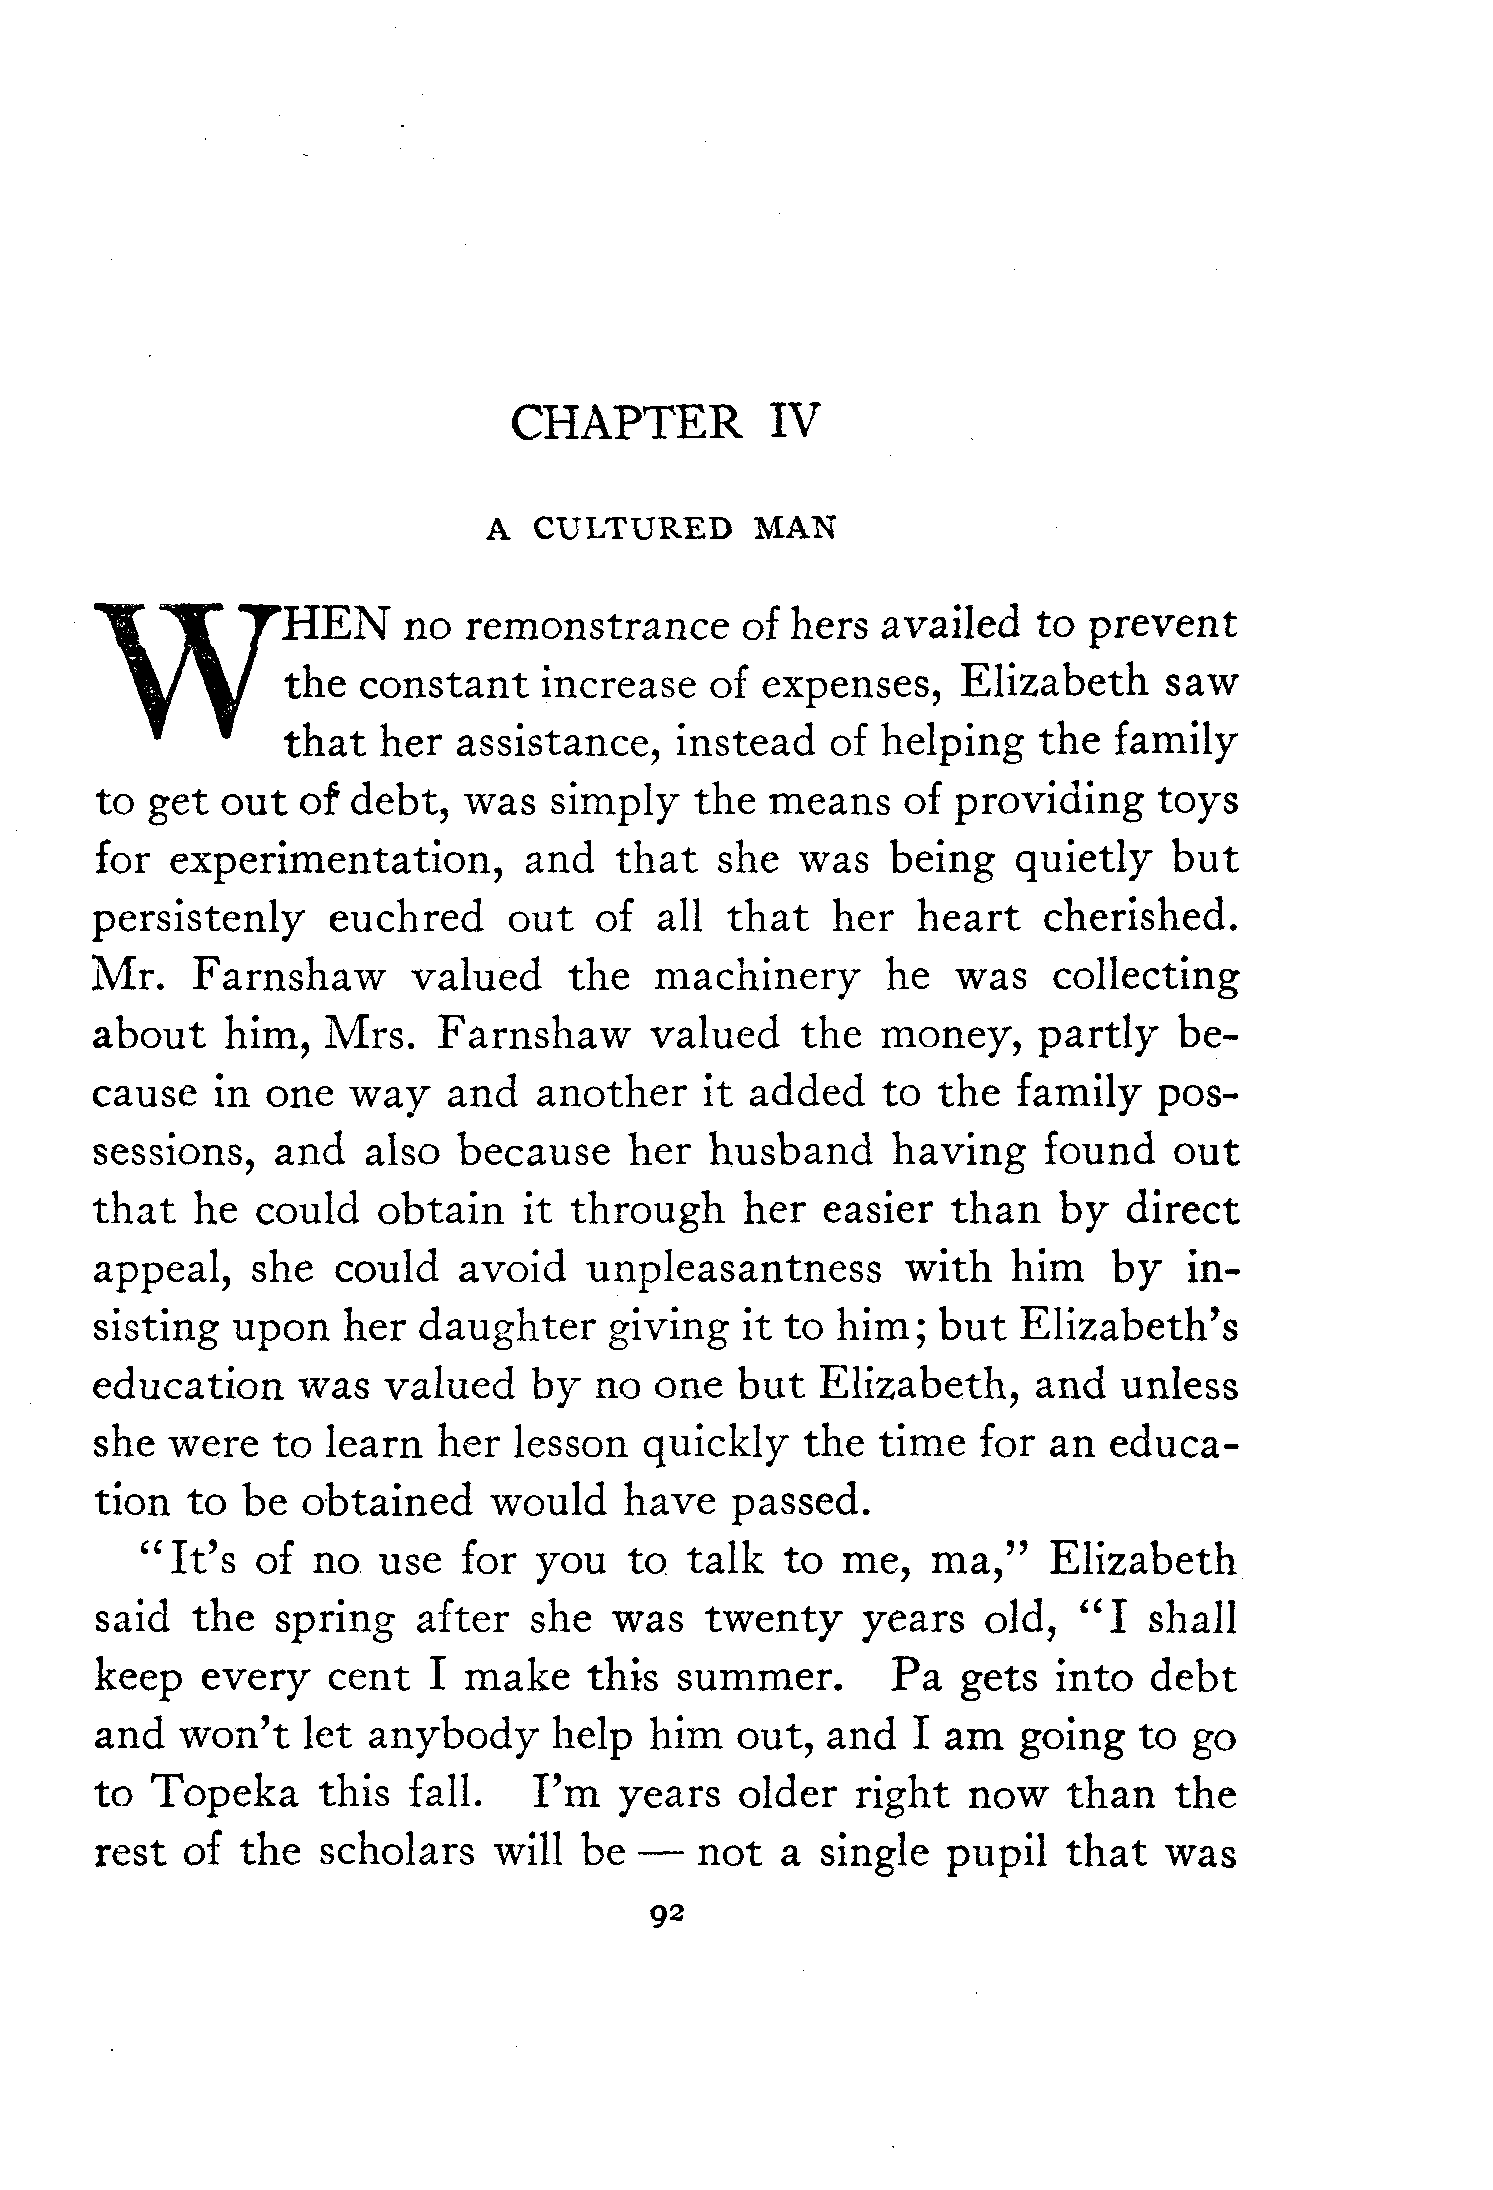 CHAPTER IV
A CULTURED MAN
WHEN no remonstrance of hers availed to prevent
the constant increase of expenses, Elizabeth saw
that her assistance, instead of helping the family
to get out of debt, was simply the means of providing toys
for experimentation, and that she was being quietly but
persistenly euchred out of all that her heart cherished.
Mr. Farnshaw valued the machinery he was collecting
about him, Mrs. Farnshaw valued the money, partly be-
cause in one way and another it added to the family pos-
sessions, and also because her husband having found out
that he could obtain it through her easier than by direct
appeal, she could avoid unpleasantness with him by in-
sisting upon her daughter giving it to him; but Elizabeth's
education was valued by no one but Elizabeth, and unless
she were to learn her lesson quickly the time for an educa-
tion to be obtained would have passed.
"It's of no use for you to talk to me, ma," Elizabeth
said the spring after she was twenty years old, "I shall
keep every cent I make this summer. Pa gets into debt
and won't let anybody help him out, and I am going to go
to Topeka this fall. I'm years older right now than the
rest of the scholars will be — not a single pupil that was
92